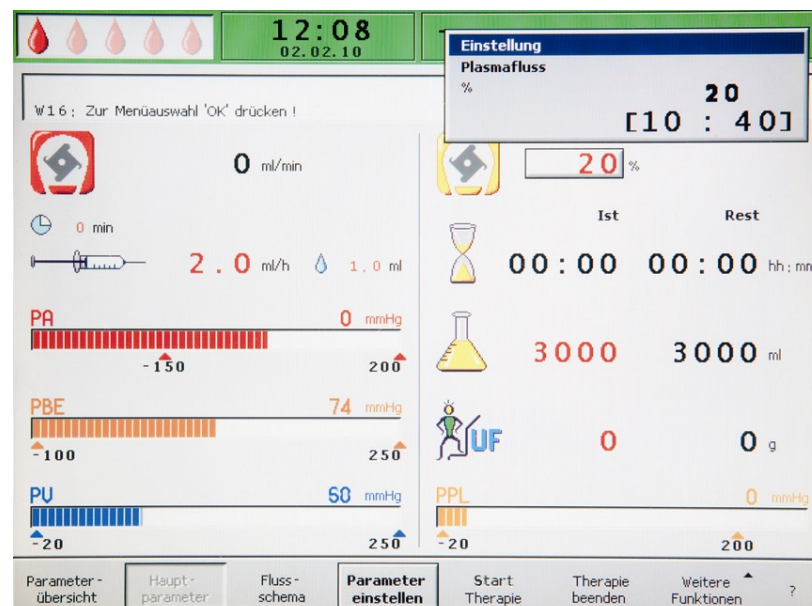 12:08
02.02.10
Einstellung
Plasmafluss
% 20
[10 : 40]
W16: Zur Menüauswahl 'OK' drücken !
0 ml/min
20 %
0 min
Ist Rest
2.0 ml/h 1.0 ml
00:00 00:00 hh:mm
PA 0 mmHg
-150 200
3000 3000 ml
PBE 74 mmHg
-100 250
UF 0 0 g
PV 60 mmHg
-20 250
PPL 0 mmHg
-20 200
Parameter-
übersicht
Haupt-
parameter
Fluss-
schema
Parameter
einstellen
Start
Therapie
Therapie
beenden
Weitere
Funktionen
?